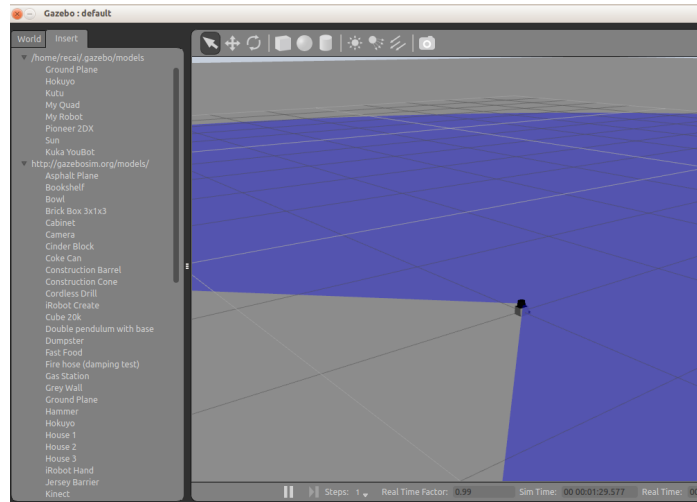 Gazebo : default
World Insert
/home/recai/.gazebo/models
Ground Plane
Hokuyo
Kutu
My Quad
My Robot
Pioneer 2DX
Sun
Kuka YouBot
http://gazebosim.org/models/
Asphalt Plane
Bookshelf
Bowl
Brick Box 3x1x3
Cabinet
Camera
Cinder Block
Coke Can
Construction Barrel
Construction Cone
Cordless Drill
iRobot Create
Cube 20k
Double pendulum with base
Dumpster
Fast Food
Fire hose (damping test)
Gas Station
Grey Wall
Ground Plane
Hammer
Hokuyo
House 1
House 2
House 3
iRobot Hand
Jersey Barrier
Kinect
Steps: 1 Real Time Factor: 0.99 Sim Time: 00 00:01:29.577 Real Time: